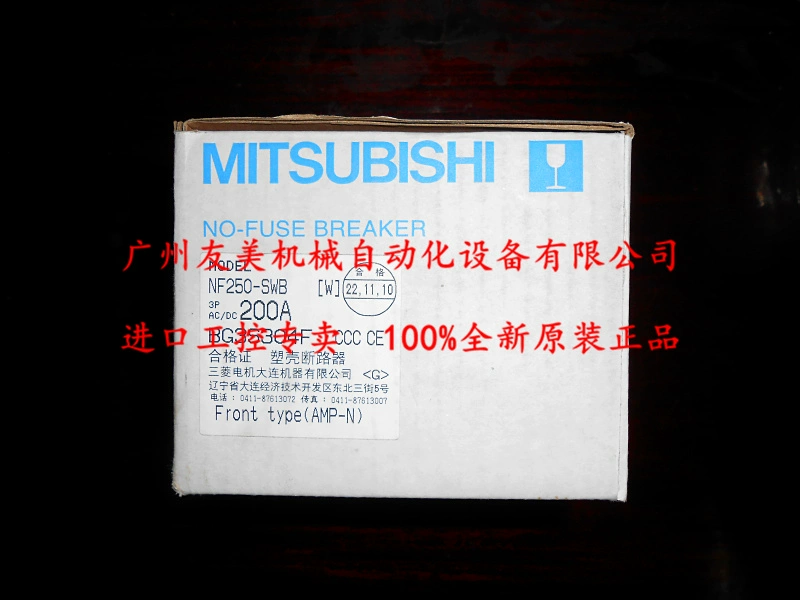 MITSUBISHI
NO-FUSE BREAKER
广州友美机械自动化设备有限公司
MODEL
合 格
NF250-SWB [W] 22,11,10
3P
AC/DC 200A
进口工控专卖 100%全新原装正品
CCC CE
合格证 塑壳断路器
三菱电机大连机器有限公司 <G>
辽宁省大连经济技术开发区东北三街5号
电话：0411-87613072 传真：0411-87613007
Front type(AMP-N)